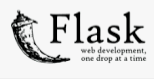 Flask
web development,
one drop at a time